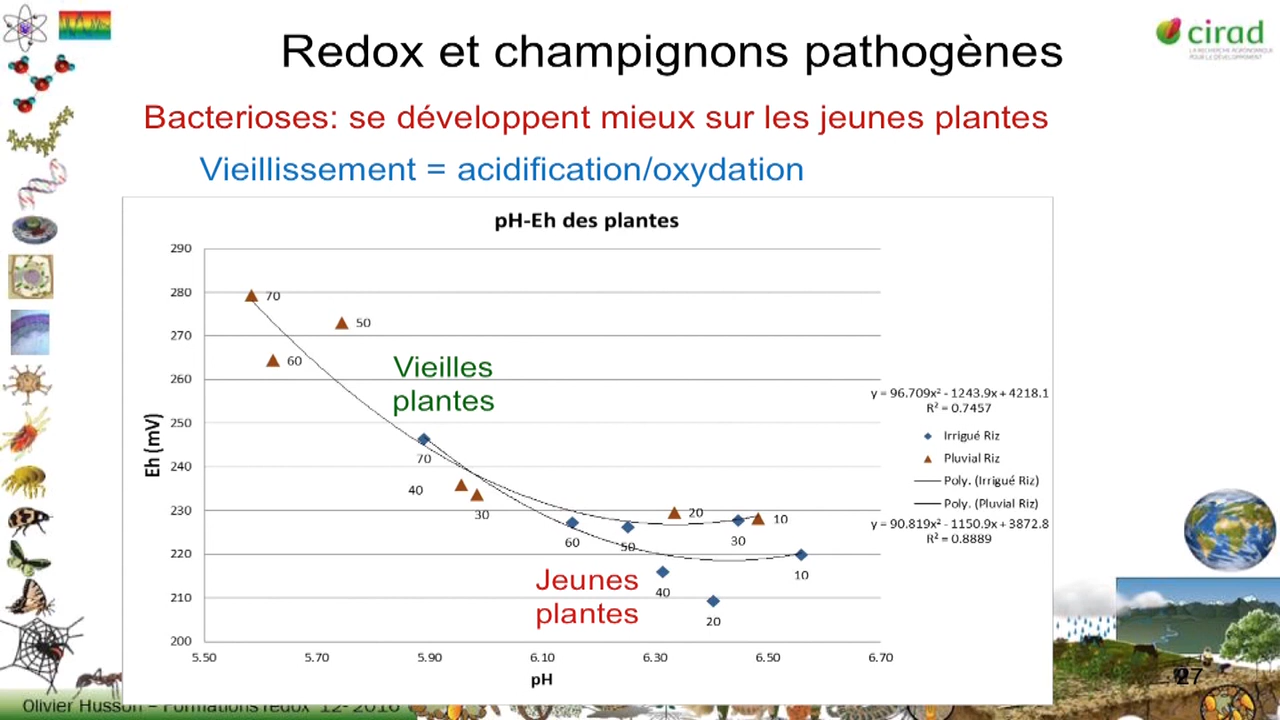 Redox et champignons pathogènes
cirad
LA RECHERCHE AGRONOMIQUE
POUR LE DÉVELOPPEMENT
Bacterioses: se développent mieux sur les jeunes plantes
Vieillissement = acidification/oxydation
pH-Eh des plantes
290
280
270
260
250
240
230
220
210
200
Eh (mV)
70
50
60
Vieilles
plantes
70
40
30
20
10
60
50
30
10
40
20
Jeunes
plantes
5.50 5.70 5.90 6.10 6.30 6.50 6.70
pH
y = 96.709x² - 1243.9x + 4218.1
R² = 0.7457
Irrigué Riz
Pluvial Riz
Poly. (Irrigué Riz)
Poly. (Pluvial Riz)
y = 90.819x² - 1150.9x + 3872.8
R² = 0.8889
Olivier Husson – Formations redox 12- 2016